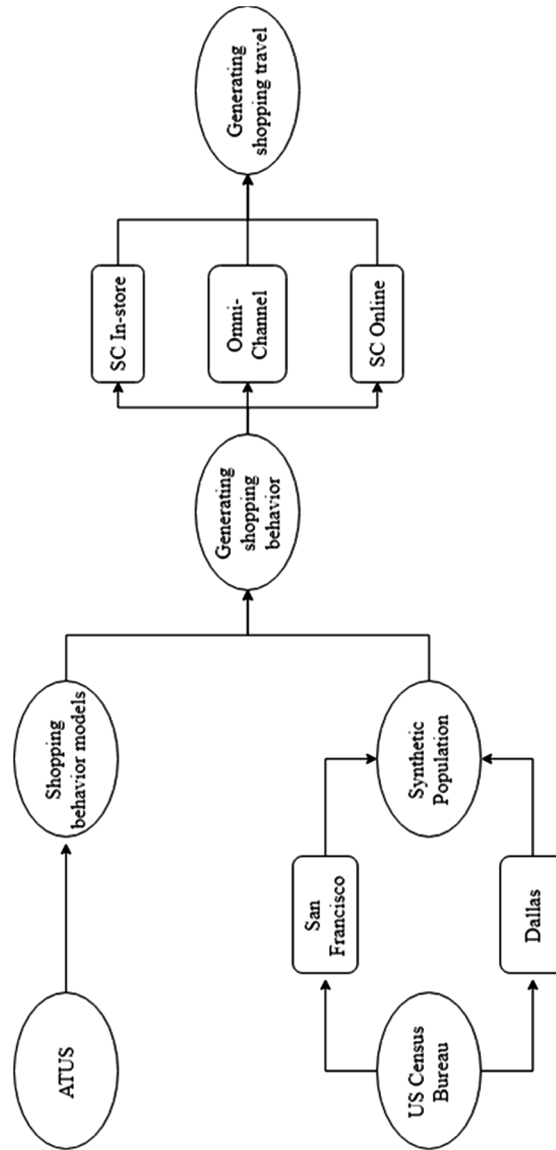 ATUS
Shopping
behavior models
US Census
Bureau
San
Francisco
Dallas
Synthetic
Population
Generating
shopping
behavior
SC In-store
Omni-
Channel
SC Online
Generating
shopping travel